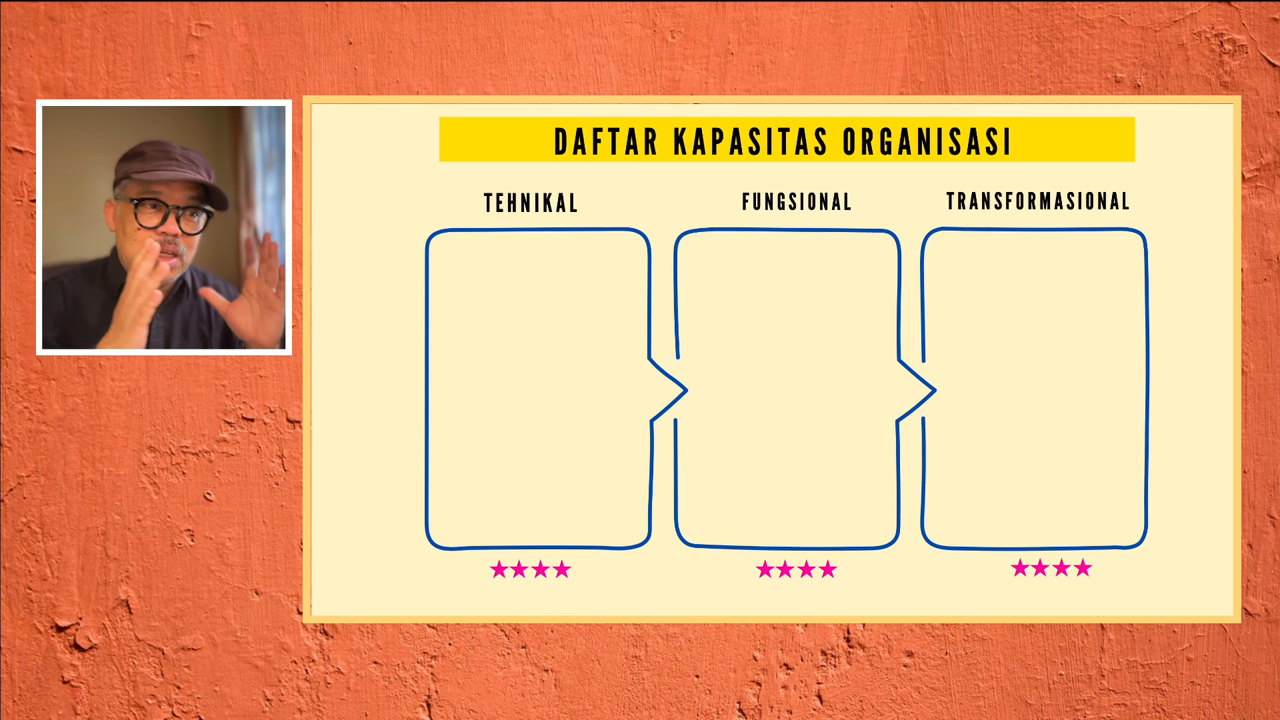 DAFTAR KAPASITAS ORGANISASI
TEHNIKAL
FUNGSIONAL
TRANSFORMASIONAL